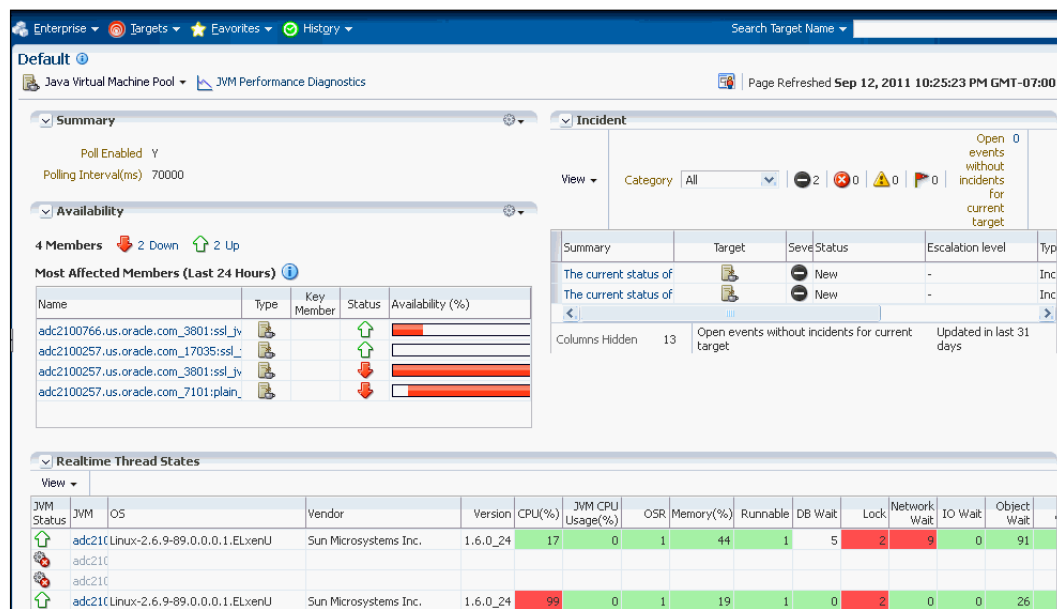 Enterprise Targets Favorites History Search Target Name
Default
Java Virtual Machine Pool JVM Performance Diagnostics Page Refreshed Sep 12, 2011 10:25:23 PM GMT-07:00
Summary
Poll Enabled Y
Polling Interval(ms) 70000
Availability
4 Members 2 Down 2 Up
Most Affected Members (Last 24 Hours)
Name Type Key Member Status Availability (%)
adc2100766.us.oracle.com_3801:ssl_jv
adc2100257.us.oracle.com_17035:ssl_
adc2100257.us.oracle.com_3801:ssl_jv
adc2100257.us.oracle.com_7101:plain_
Incident
View Category All 2 0 0 0 Open events without incidents for current target 0
Summary Target Seve Status Escalation level Typ
The current status of New - Inc
The current status of New - Inc
Columns Hidden 13 Open events without incidents for current target Updated in last 31 days
Realtime Thread States
View
JVM Status JVM OS Vendor Version CPU(%) JVM CPU Usage(%) OSR Memory(%) Runnable DB Wait Lock Network Wait IO Wait Object Wait
adc210 Linux-2.6.9-89.0.0.0.1.ELxenU Sun Microsystems Inc. 1.6.0_24 17 0 1 44 1 5 2 9 0 91
adc210
adc210
adc210 Linux-2.6.9-89.0.0.0.1.ELxenU Sun Microsystems Inc. 1.6.0_24 99 0 1 19 1 0 2 0 0 26